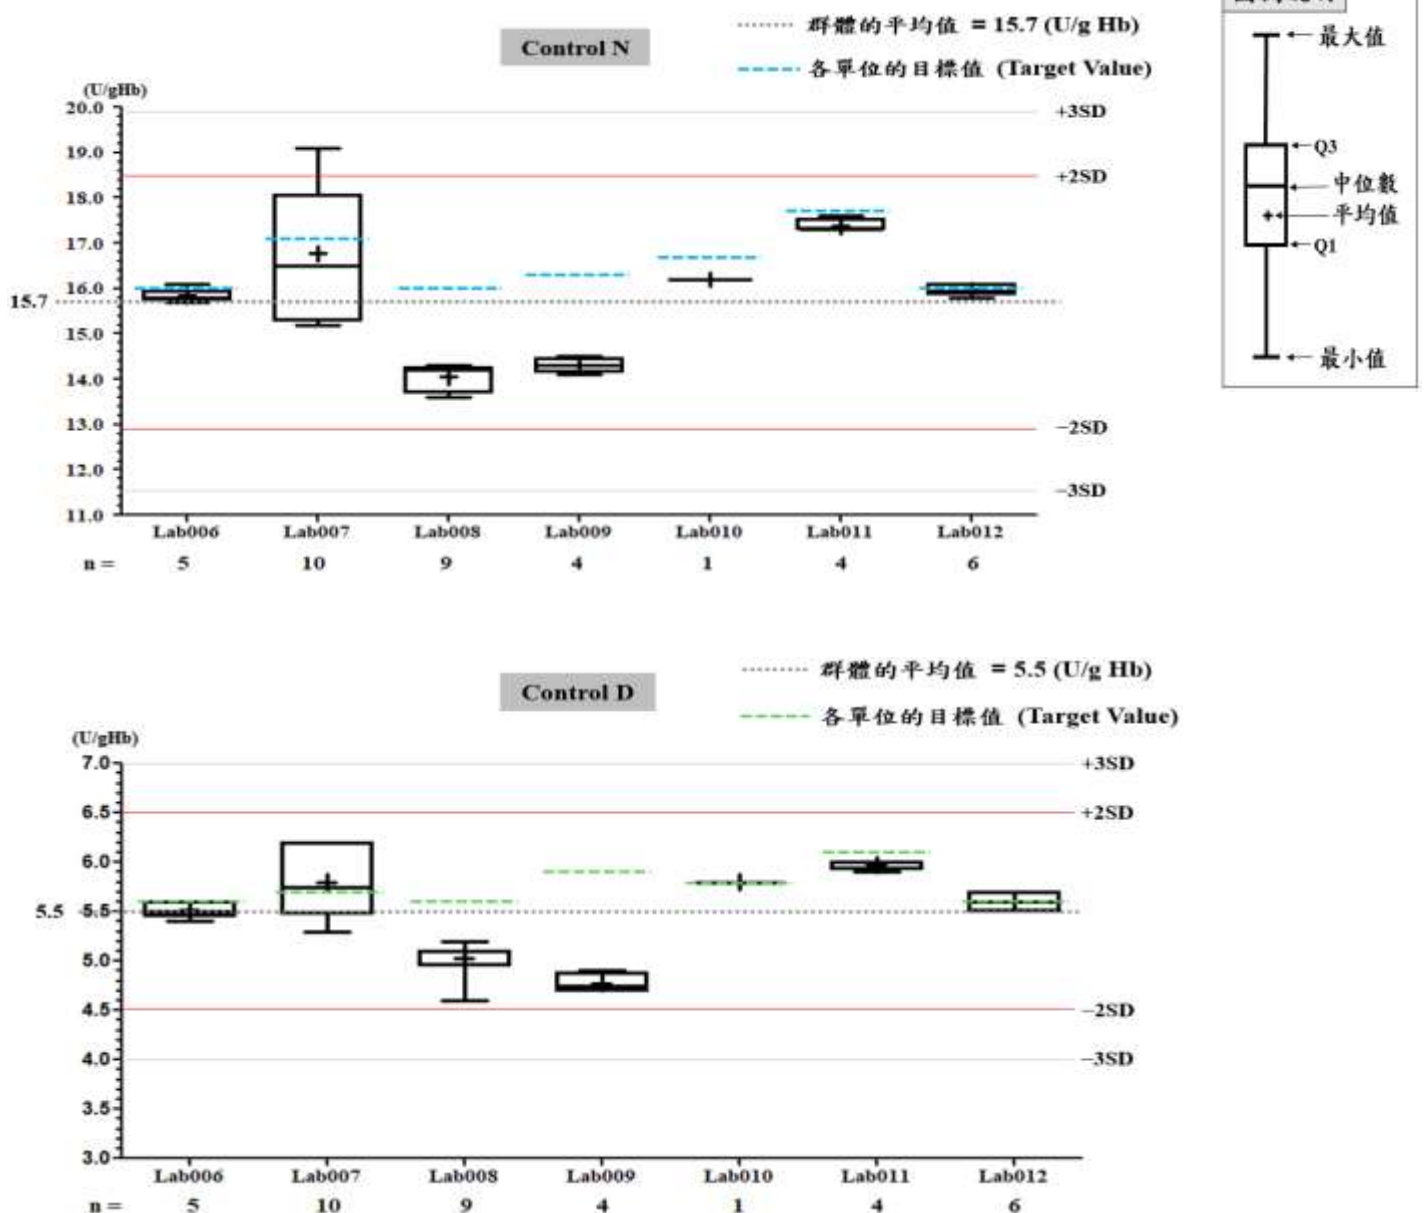 Control N
群體的平均值 = 15.7 (U/g Hb)
各單位的目標值 (Target Value)
(U/gHb)
20.0
19.0
18.0
17.0
16.0
15.7
15.0
14.0
13.0
12.0
11.0
+3SD
+2SD
−2SD
−3SD
Lab006 Lab007 Lab008 Lab009 Lab010 Lab011 Lab012
n = 5 10 9 4 1 4 6
最大值
Q3
中位數
平均值
Q1
最小值
Control D
群體的平均值 = 5.5 (U/g Hb)
各單位的目標值 (Target Value)
(U/gHb)
7.0
6.5
6.0
5.5 5.5
5.0
4.5
4.0
3.5
3.0
+3SD
+2SD
−2SD
−3SD
Lab006 Lab007 Lab008 Lab009 Lab010 Lab011 Lab012
n = 5 10 9 4 1 4 6